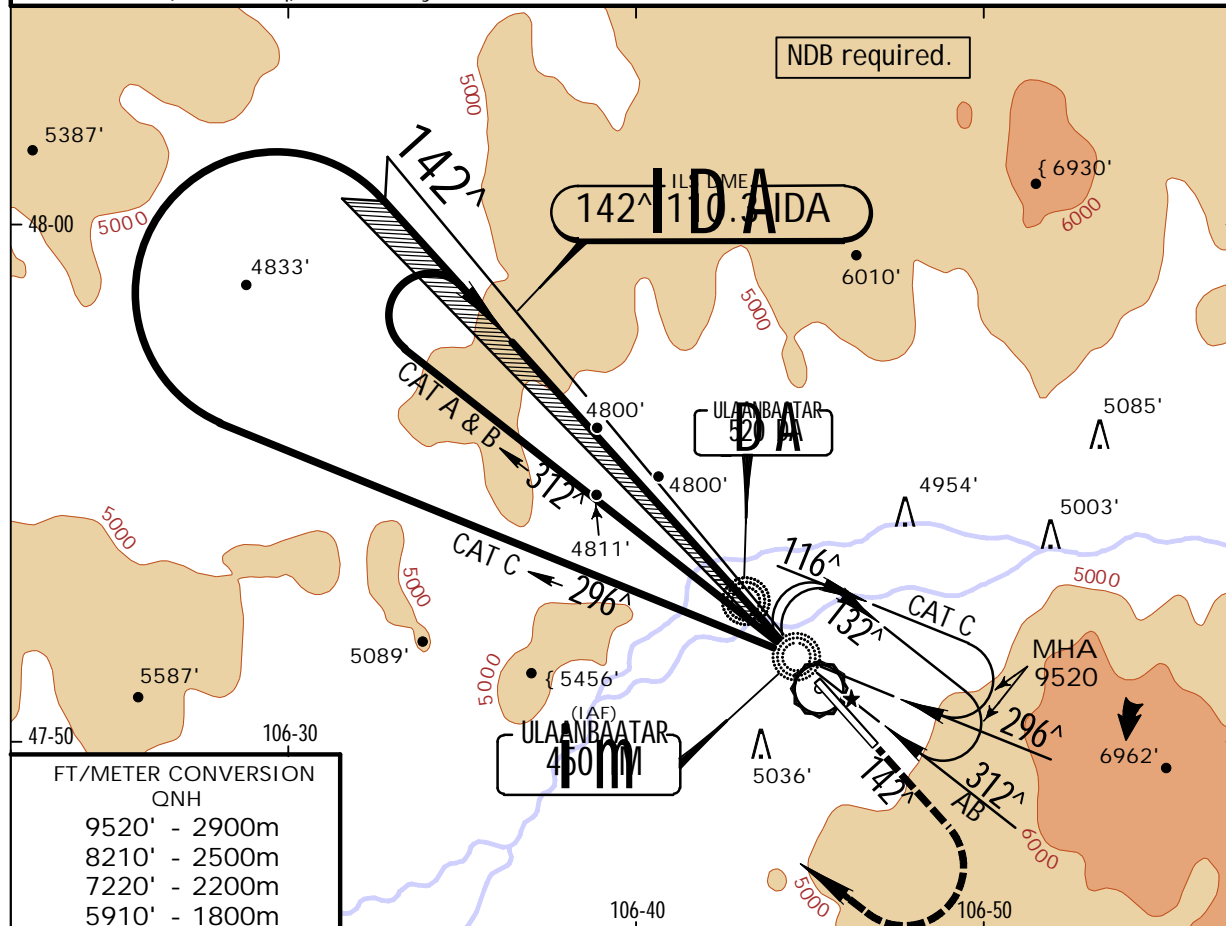 NDB required.
5387'
5000
142^
5000
{ 6930'
6000
ILS DME
142^ 110.3 IDA
I D A
48-00
4833'
6010'
5000
CAT A & B
312^
4800'
ULAANBAATAR
520 DA
D A
5085'
4800'
4954'
5003'
5000
4811'
CAT C
296^
116^
132^
CAT C
5000
5000
5089'
MHA
9520
5587'
5000
{ 5456'
(IAF)
ULAANBAATAR
450 IM
I m
296^
6962'
47-50
106-30
5036'
142^
312^
AB
6000
FT/METER CONVERSION
QNH
9520' - 2900m
8210' - 2500m
7220' - 2200m
5910' - 1800m
5000
106-40
106-50